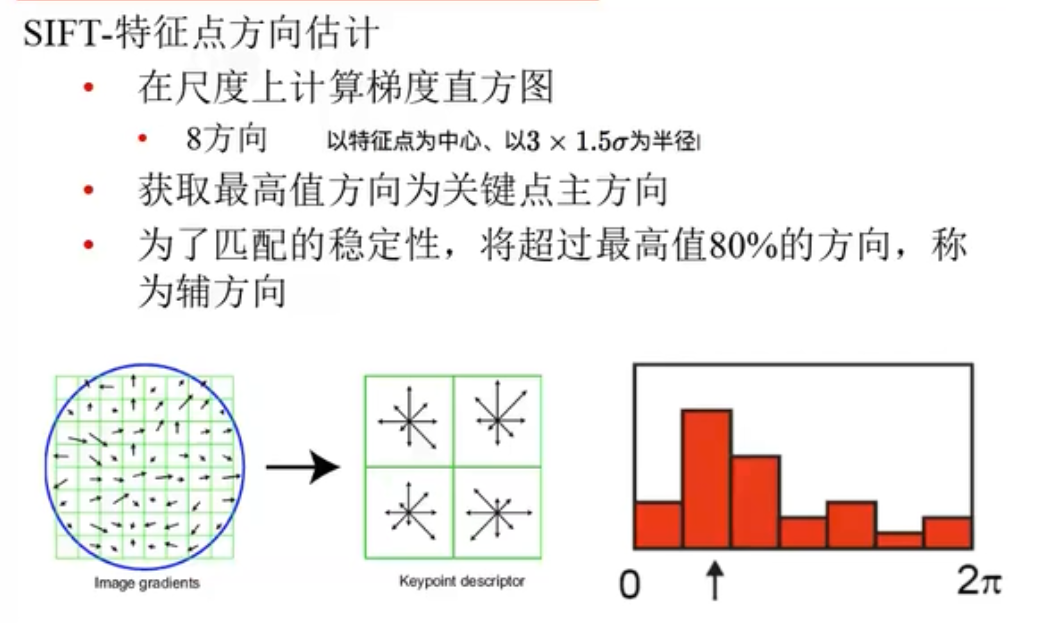 SIFT-特征点方向估计
• 在尺度上计算梯度直方图
• 8方向 以特征点为中心、以3 × 1.5σ为半径
• 获取最高值方向为关键点主方向
• 为了匹配的稳定性，将超过最高值80%的方向，称
为辅方向
Image gradients
Keypoint descriptor
0
2π